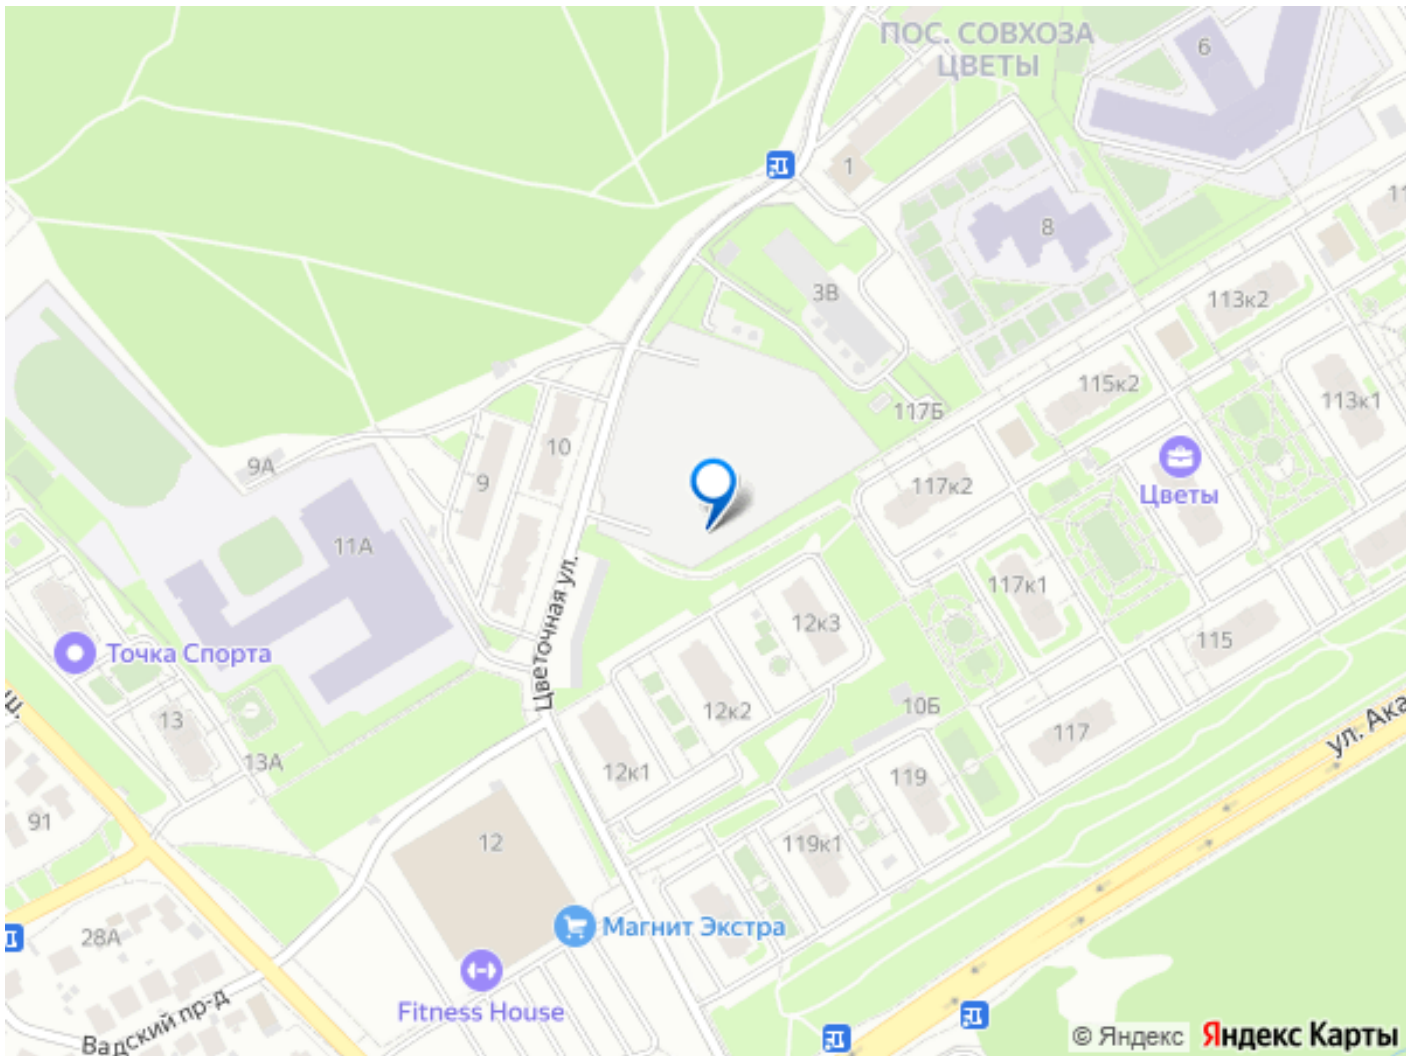 ПОС. СОВХОЗА
ЦВЕТЫ
6
1
8
11
3В
113к2
115к2
117Б
113к1
10
9А
9
117к2
Цветы
11А
Цветочная ул.
117к1
12к3
115
Точка Спорта
ш.
13
12к2
10Б
117
ул. Ака
13А
12к1
119
91
12
119к1
28А
Магнит Экстра
Fitness House
Вадский пр-д
© Яндекс Яндекс Карты